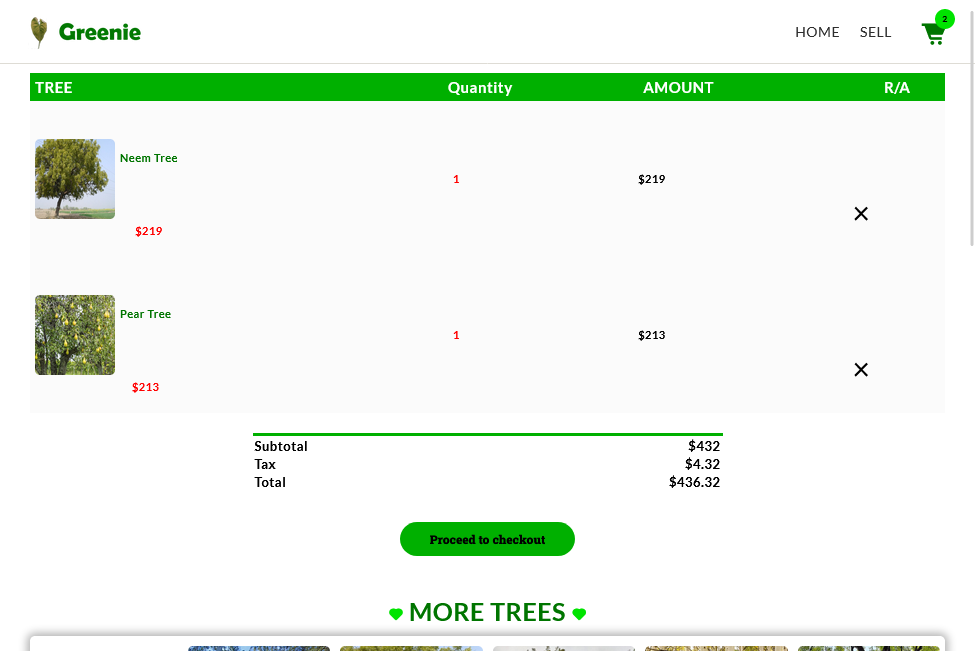 Greenie
HOME SELL 2
TREE Quantity AMOUNT R/A
Neem Tree
1 $219
$219
Pear Tree
1 $213
$213
Subtotal $432
Tax $4.32
Total $436.32
Proceed to checkout
MORE TREES